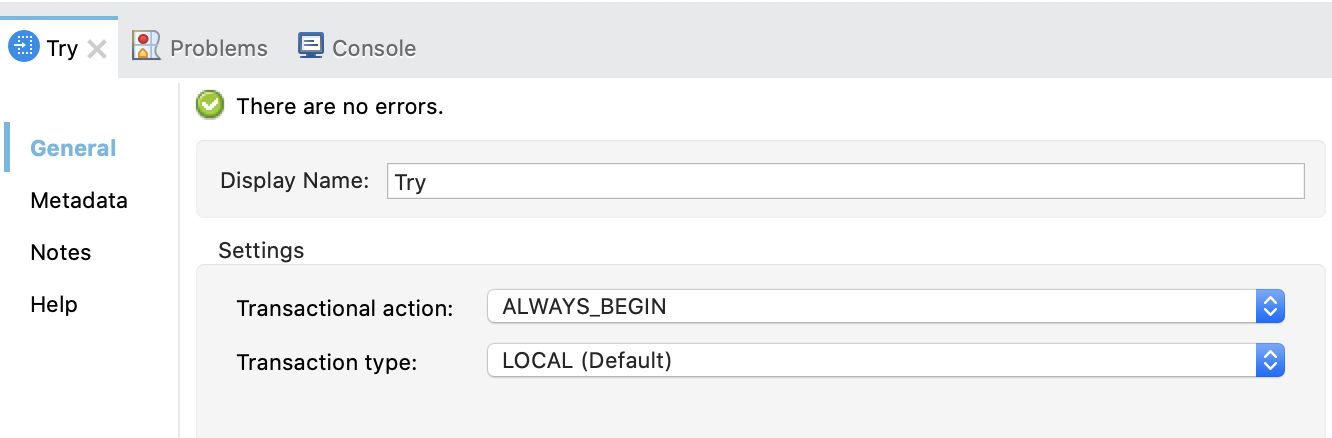 Try Problems Console
There are no errors.
General
Display Name: Try
Metadata
Notes
Settings
Help
Transactional action: ALWAYS_BEGIN
Transaction type: LOCAL (Default)